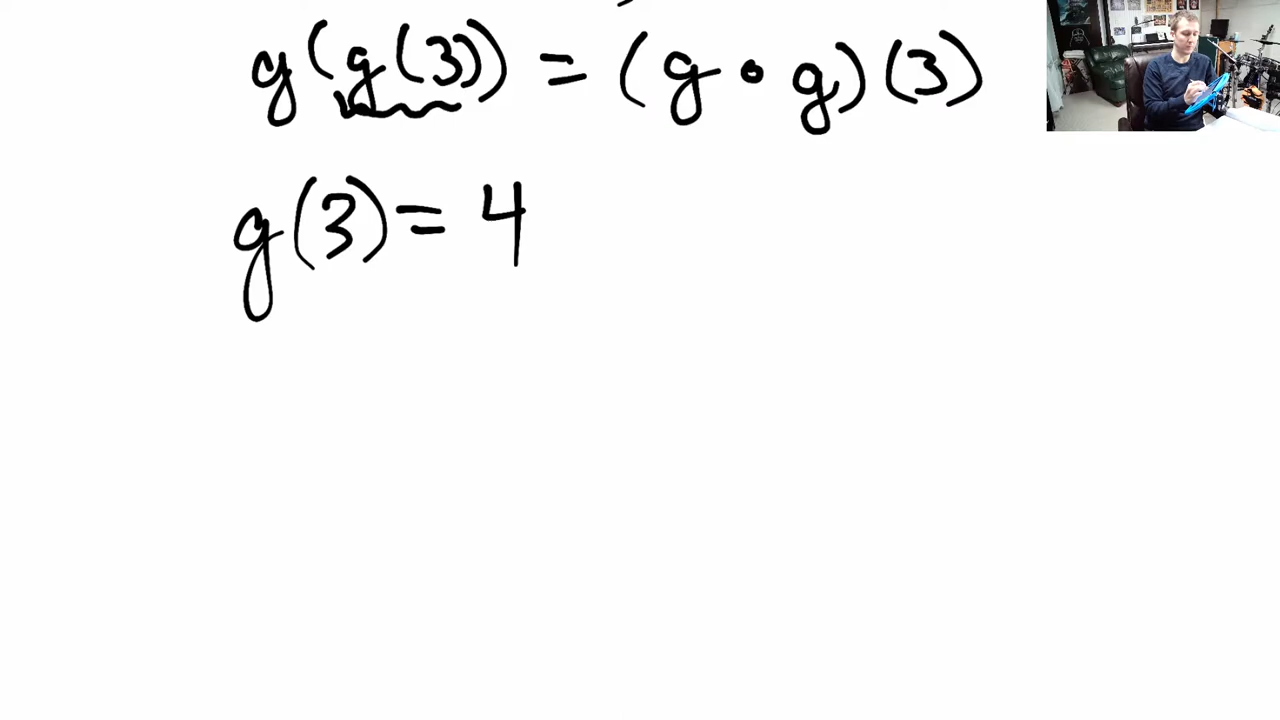 g(g(3)) = (g∘g)(3)
g(3) = 4